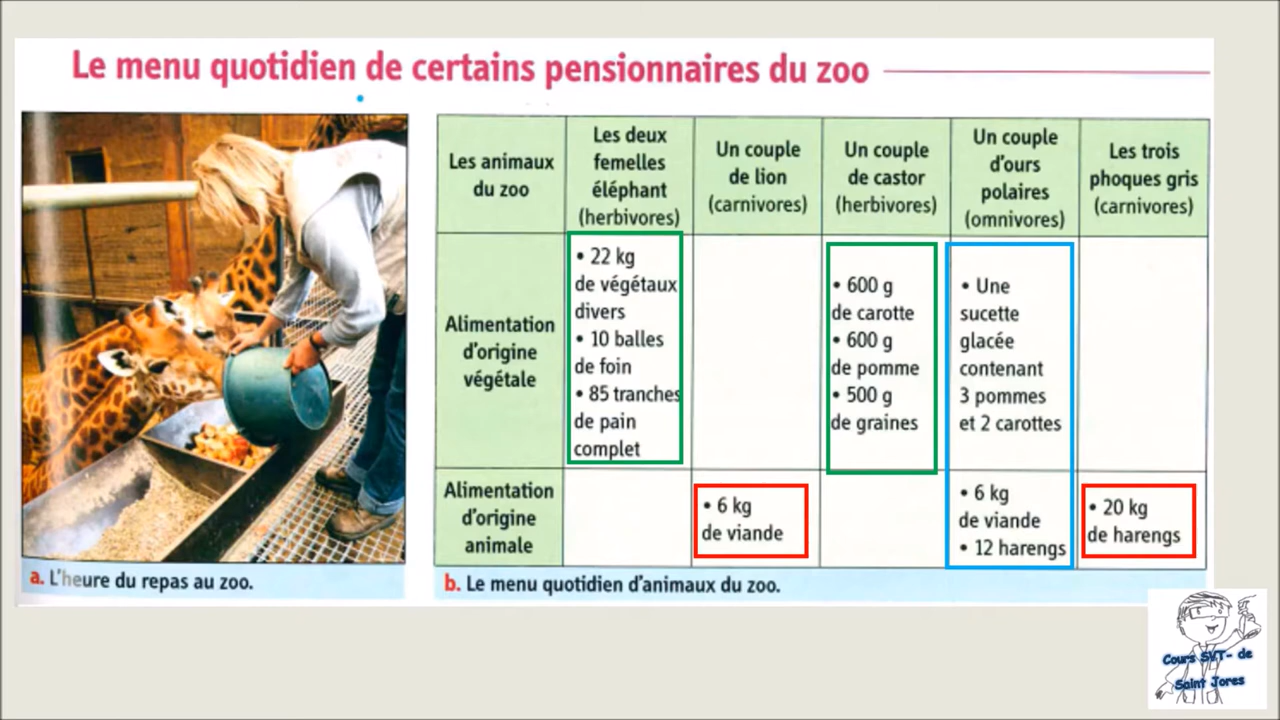 Le menu quotidien de certains pensionnaires du zoo
a. L'heure du repas au zoo.
Les animaux
du zoo
Les deux
femelles
éléphant
(herbivores)
Un couple
de lion
(carnivores)
Un couple
de castor
(herbivores)
Un couple
d'ours
polaires
(omnivores)
Les trois
phoques gris
(carnivores)
Alimentation
d'origine
végétale
• 22 kg
de végétaux
divers
• 10 balles
de foin
• 85 tranches
de pain
complet
• 600 g
de carotte
• 600 g
de pomme
• 500 g
de graines
• Une
sucette
glacée
contenant
3 pommes
et 2 carottes
Alimentation
d'origine
animale
• 6 kg
de viande
• 6 kg
de viande
• 12 harengs
• 20 kg
de harengs
b. Le menu quotidien d'animaux du zoo.
Cours SVT- de
Saint Jores